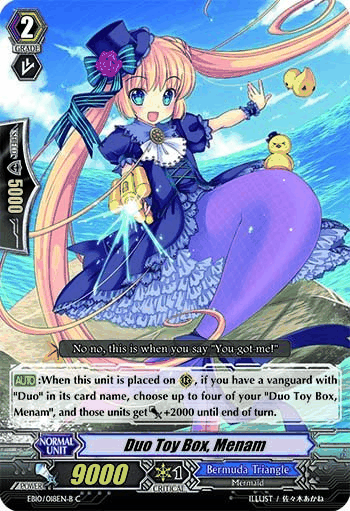 2
GRADE
SHIELD
5000
No no, this is when you say "You-got-me!"
AUTO:When this unit is placed on , if you have a vanguard with
"Duo" in its card name, choose up to four of your "Duo Toy Box,
Menam", and those units get +2000 until end of turn.
NORMAL
UNIT
Duo Toy Box, Menam
POWER
9000
1
CRITICAL
Bermuda Triangle
Mermaid
EB10/018EN-B C
ILLUST / 佐々木あかね